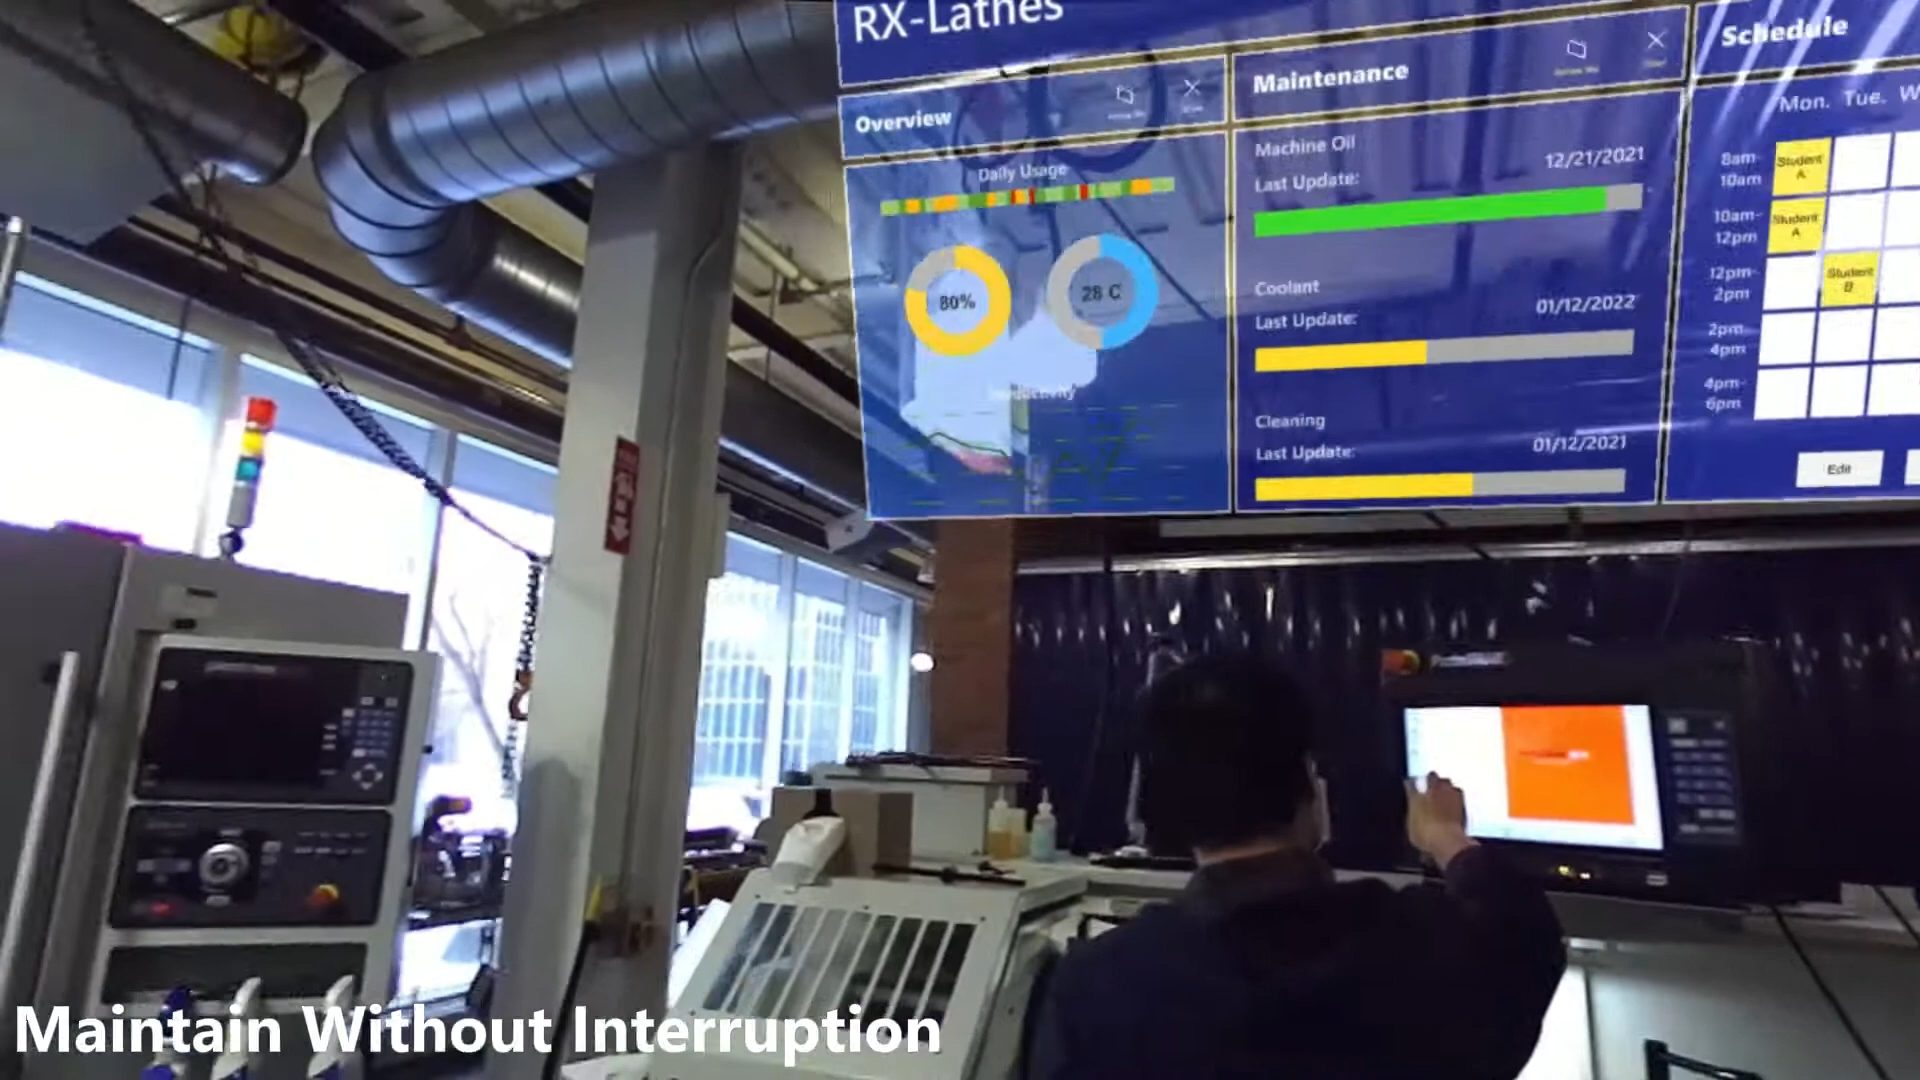 RX-Lathes
Overview
Daily Usage
80%
28 C
Maintenance
Machine Oil
Last Update:
12/21/2021
Coolant
Last Update:
01/12/2022
Cleaning
Last Update:
01/12/2021
Schedule
Mon. Tue. W
8am-
10am
Student
A
10am-
12pm
Student
A
12pm-
2pm
Student
B
2pm
4pm
4pm-
6pm
Edit
Maintain Without Interruption